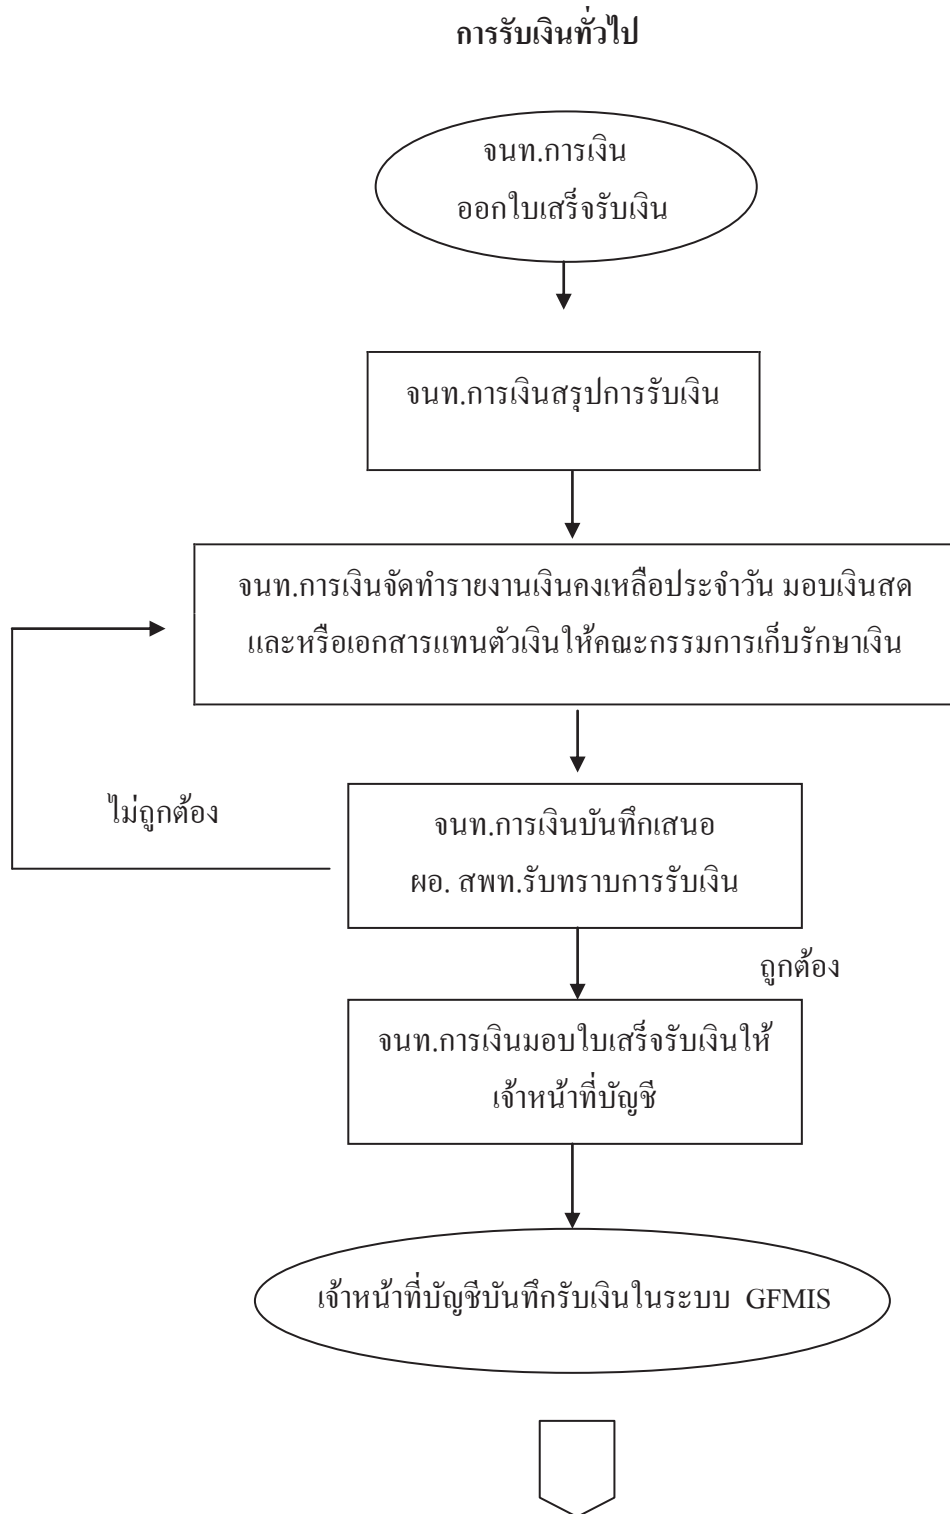 การรับเงินทั่วไป
จนท.การเงิน
ออกใบเสร็จรับเงิน
จนท.การเงินสรุปการรับเงิน
จนท.การเงินจัดทำรายงานเงินคงเหลือประจำวัน มอบเงินสด
และหรือเอกสารแทนตัวเงินให้คณะกรรมการเก็บรักษาเงิน
ไม่ถูกต้อง
จนท.การเงินบันทึกเสนอ
ผอ. สพท.รับทราบการรับเงิน
ถูกต้อง
จนท.การเงินมอบใบเสร็จรับเงินให้
เจ้าหน้าที่บัญชี
เจ้าหน้าที่บัญชีบันทึกรับเงินในระบบ GFMIS